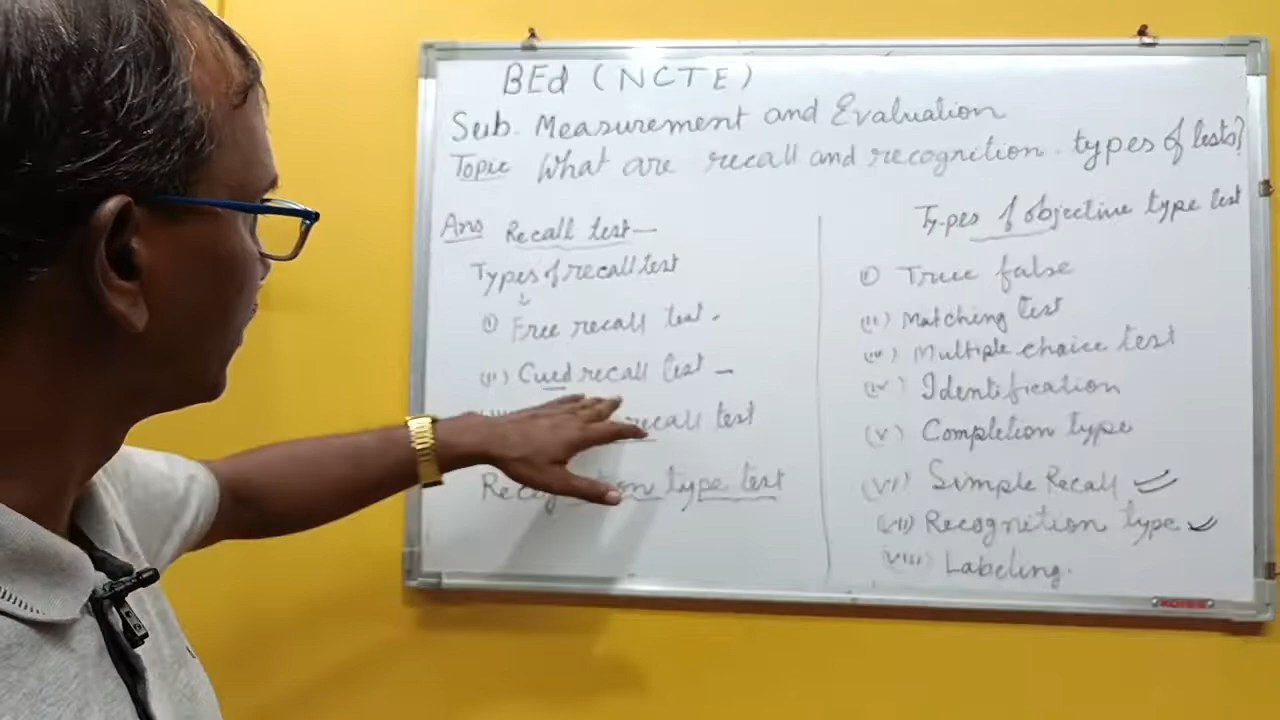 BEd (NCTE)
Sub. Measurement and Evaluation
Topic What are recall and recognition. types of tests?
Ans Recall test—
Types of recall test
(i) Free recall test.
(ii) Cued recall test —
recall test
Recognition type test
Types of objective type test
(i) True false
(ii) Matching test
(iii) Multiple choice test
(iv) Identification
(v) Completion type
(vi) Simple Recall
(vii) Recognition type
(viii) Labeling.